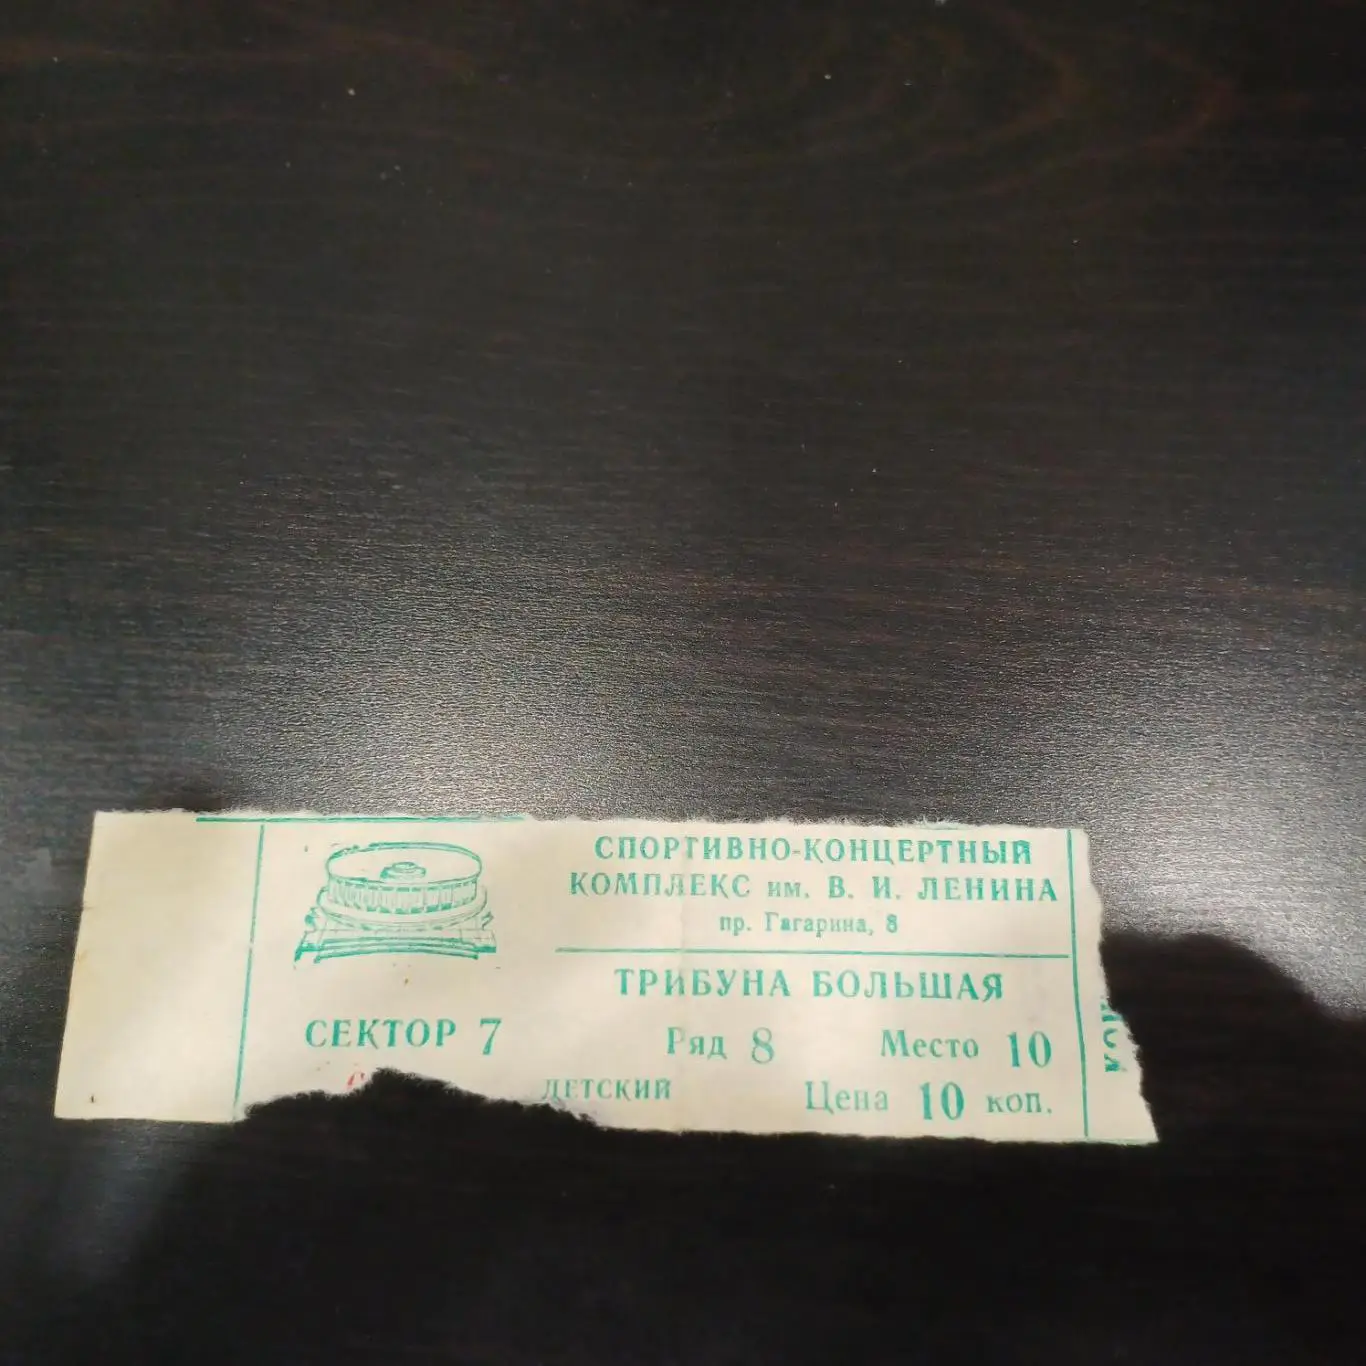 СПОРТИВНО-КОНЦЕРТНЫЙ
КОМПЛЕКС им. В. И. ЛЕНИНА
пр. Гагарина, 8
ТРИБУНА БОЛЬШАЯ
СЕКТОР 7 Ряд 8 Место 10
ДЕТСКИЙ Цена 10 коп.